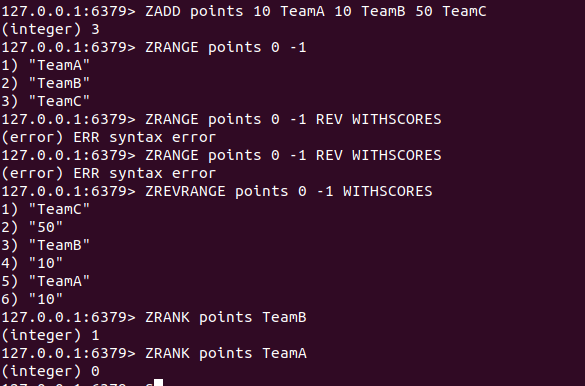 127.0.0.1:6379> ZADD points 10 TeamA 10 TeamB 50 TeamC
(integer) 3
127.0.0.1:6379> ZRANGE points 0 -1
1) "TeamA"
2) "TeamB"
3) "TeamC"
127.0.0.1:6379> ZRANGE points 0 -1 REV WITHSCORES
(error) ERR syntax error
127.0.0.1:6379> ZRANGE points 0 -1 REV WITHSCORES
(error) ERR syntax error
127.0.0.1:6379> ZREVRANGE points 0 -1 WITHSCORES
1) "TeamC"
2) "50"
3) "TeamB"
4) "10"
5) "TeamA"
6) "10"
127.0.0.1:6379> ZRANK points TeamB
(integer) 1
127.0.0.1:6379> ZRANK points TeamA
(integer) 0
127.0.0.1:6379>